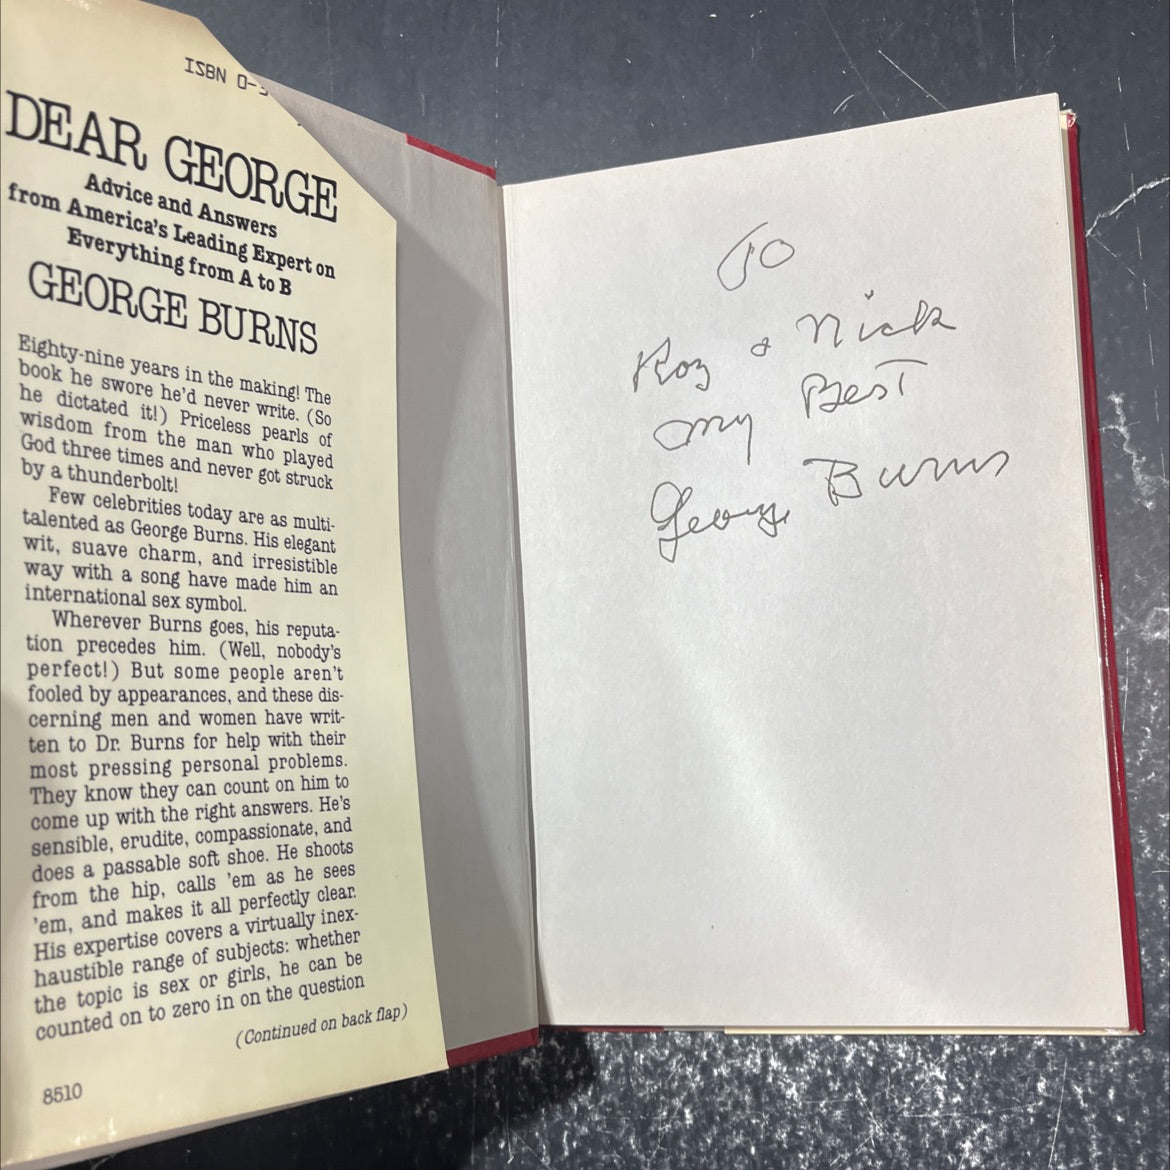 ISBN 0-3
DEAR GEORGE
Advice and Answers
from America's Leading Expert on
Everything from A to B
GEORGE BURNS
Eighty-nine years in the making! The
book he swore he'd never write. (So
he dictated it!) Priceless pearls of
wisdom from the man who played
God three times and never got struck
by a thunderbolt!
Few celebrities today are as multi-
talented as George Burns. His elegant
wit, suave charm, and irresistible
way with a song have made him an
international sex symbol.
Wherever Burns goes, his reputa-
tion precedes him. (Well, nobody's
perfect!) But some people aren't
fooled by appearances, and these dis-
cerning men and women have writ-
ten to Dr. Burns for help with their
most pressing personal problems.
They know they can count on him to
come up with the right answers. He's
sensible, erudite, compassionate, and
does a passable soft shoe. He shoots
from the hip, calls 'em as he sees
'em, and makes it all perfectly clear.
His expertise covers a virtually inex-
haustible range of subjects: whether
the topic is sex or girls, he can be
counted on to zero in on the question
(Continued on back flap)
8510
TO
Roz & Nick
my Best
George Burns